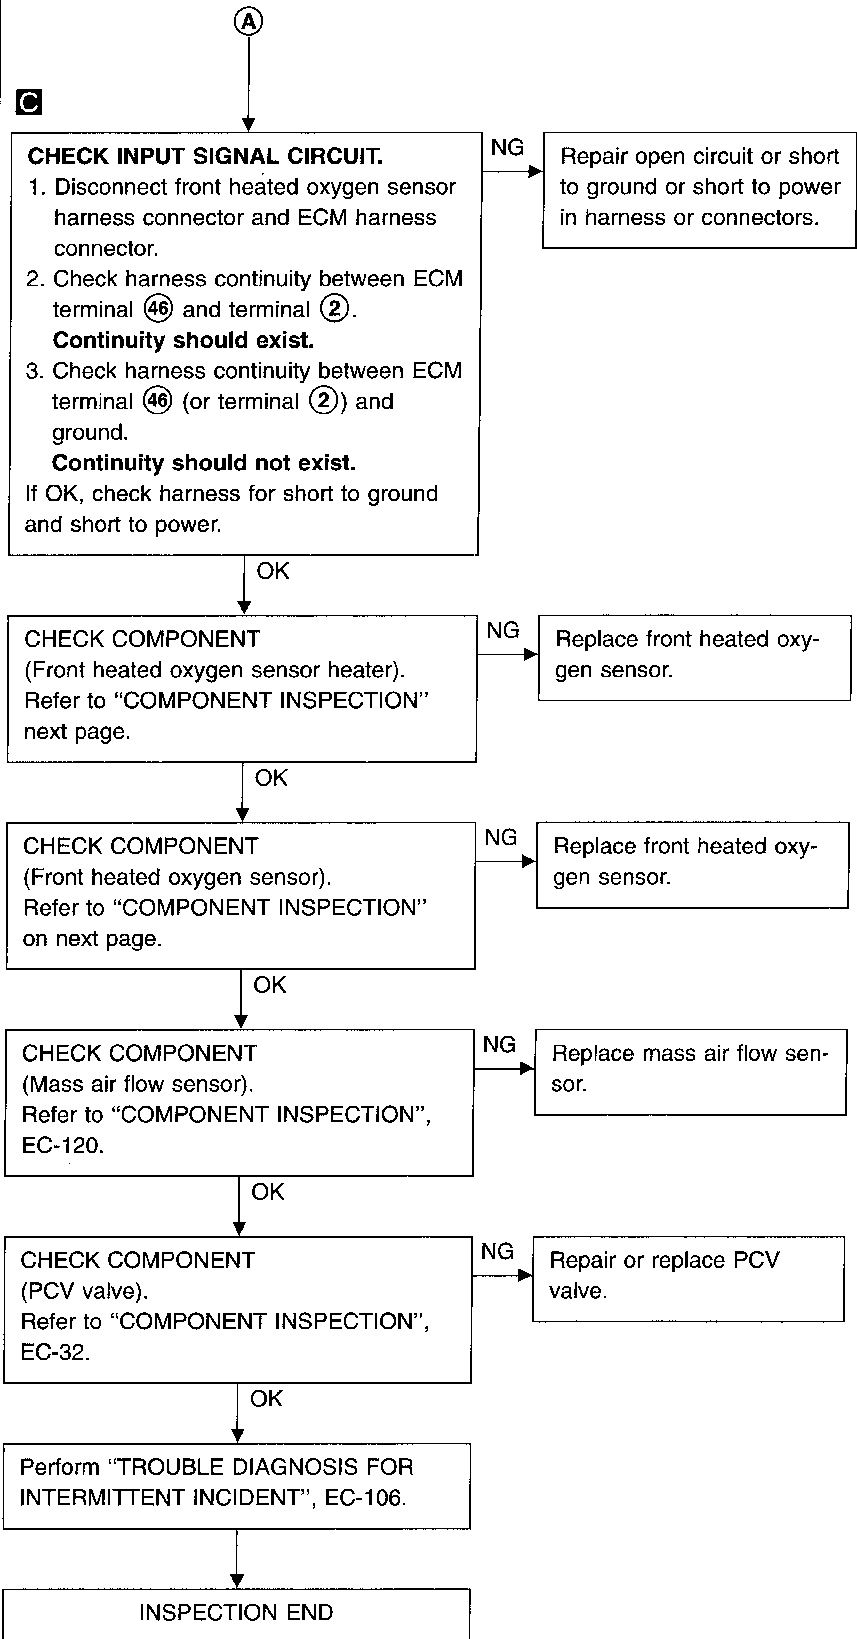 A
C
CHECK INPUT SIGNAL CIRCUIT.
1. Disconnect front heated oxygen sensor
harness connector and ECM harness
connector.
2. Check harness continuity between ECM
terminal 46 and terminal 2.
Continuity should exist.
3. Check harness continuity between ECM
terminal 46 (or terminal 2) and
ground.
Continuity should not exist.
If OK, check harness for short to ground
and short to power.
NG
Repair open circuit or short
to ground or short to power
in harness or connectors.
OK
CHECK COMPONENT
(Front heated oxygen sensor heater).
Refer to “COMPONENT INSPECTION”
next page.
NG
Replace front heated oxy-
gen sensor.
OK
CHECK COMPONENT
(Front heated oxygen sensor).
Refer to “COMPONENT INSPECTION”
on next page.
NG
Replace front heated oxy-
gen sensor.
OK
CHECK COMPONENT
(Mass air flow sensor).
Refer to “COMPONENT INSPECTION”,
EC-120.
NG
Replace mass air flow sen-
sor.
OK
CHECK COMPONENT
(PCV valve).
Refer to “COMPONENT INSPECTION”,
EC-32.
NG
Repair or replace PCV
valve.
OK
Perform “TROUBLE DIAGNOSIS FOR
INTERMITTENT INCIDENT”, EC-106.
INSPECTION END